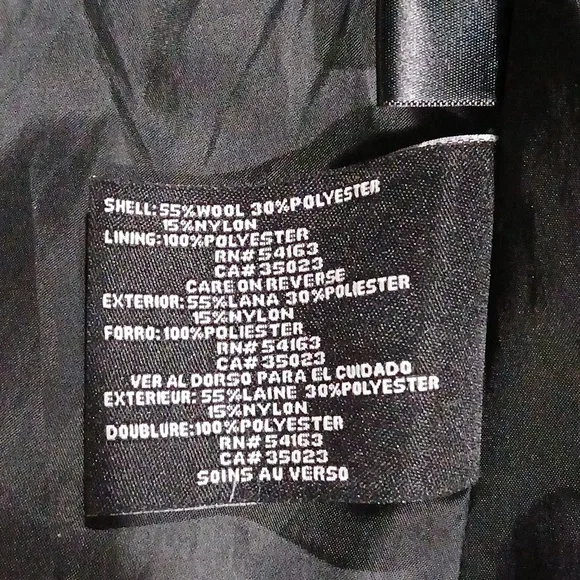 SHELL:55%WOOL 30%POLYESTER
15%NYLON
LINING:100%POLYESTER
RN# 54163
CA# 35023
CARE ON REVERSE
EXTERIOR: 55%LANA 30%POLIESTER
15%NYLON
FORRO:100%POLIESTER
RN# 54163
CA# 35023
VER AL DORSO PARA EL CUIDADO
EXTERIEUR: 55%LAINE 30%POLYESTER
15%NYLON
DOUBLURE:100%POLYESTER
RN# 54163
CA# 35023
SOINS AU VERSO